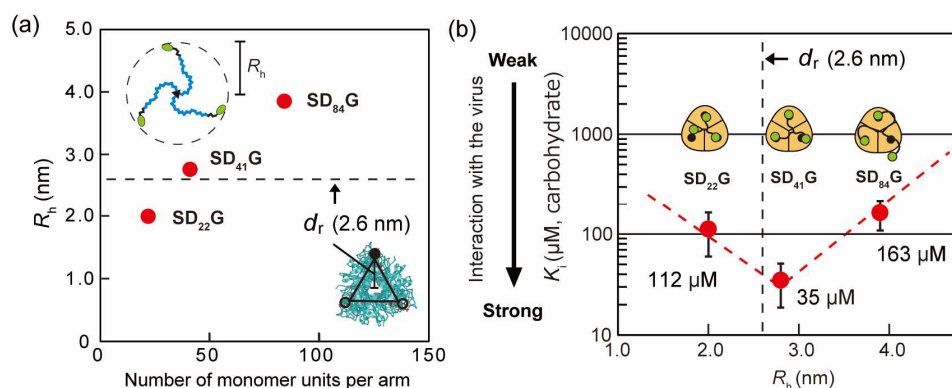 (a)
5.0
4.0
3.0
2.0
1.0
0
R_h (nm)
R_h
SD84G
SD41G
SD22G
d_r (2.6 nm)
0 50 100 150
Number of monomer units per arm
(b)
Weak
Interaction with the virus
Strong
K_i (µM, carbohydrate)
10000
1000
100
10
d_r (2.6 nm)
SD22G SD41G SD84G
112 µM
35 µM
163 µM
1.0 2.0 3.0 4.0
R_h (nm)